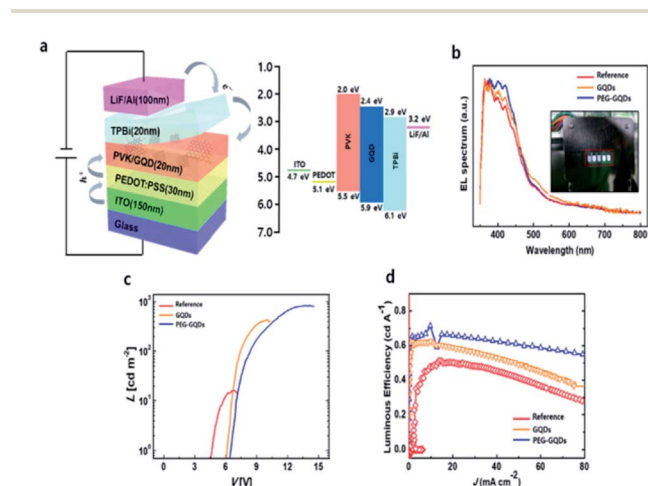 a
LiF/Al(100nm)
TPBi(20nm)
PVK/GQD(20nm)
PEDOT:PSS(30nm)
ITO(150nm)
Glass
h⁺
e⁻
1.0
2.0
3.0
4.0
5.0
6.0
7.0
ITO
4.7 eV
PEDOT
5.1 eV
2.0 eV
PVK
5.5 eV
2.4 eV
GQD
5.9 eV
2.9 eV
TPBi
6.1 eV
3.2 eV
LiF/Al
b
EL spectrum (a.u.)
Reference
GQDs
PEG-GQDs
400 500 600 700 800
Wavelength (nm)
c
L [cd m⁻²]
10³
10²
10¹
10⁰
Reference
GQDs
PEG-GQDs
0 3 6 9 12 15
V[V]
d
Luminous Efficiency (cd A⁻¹)
0.8
0.6
0.4
0.2
0.0
Reference
GQDs
PEG-GQDs
0 20 40 60 80
J (mA cm⁻²)